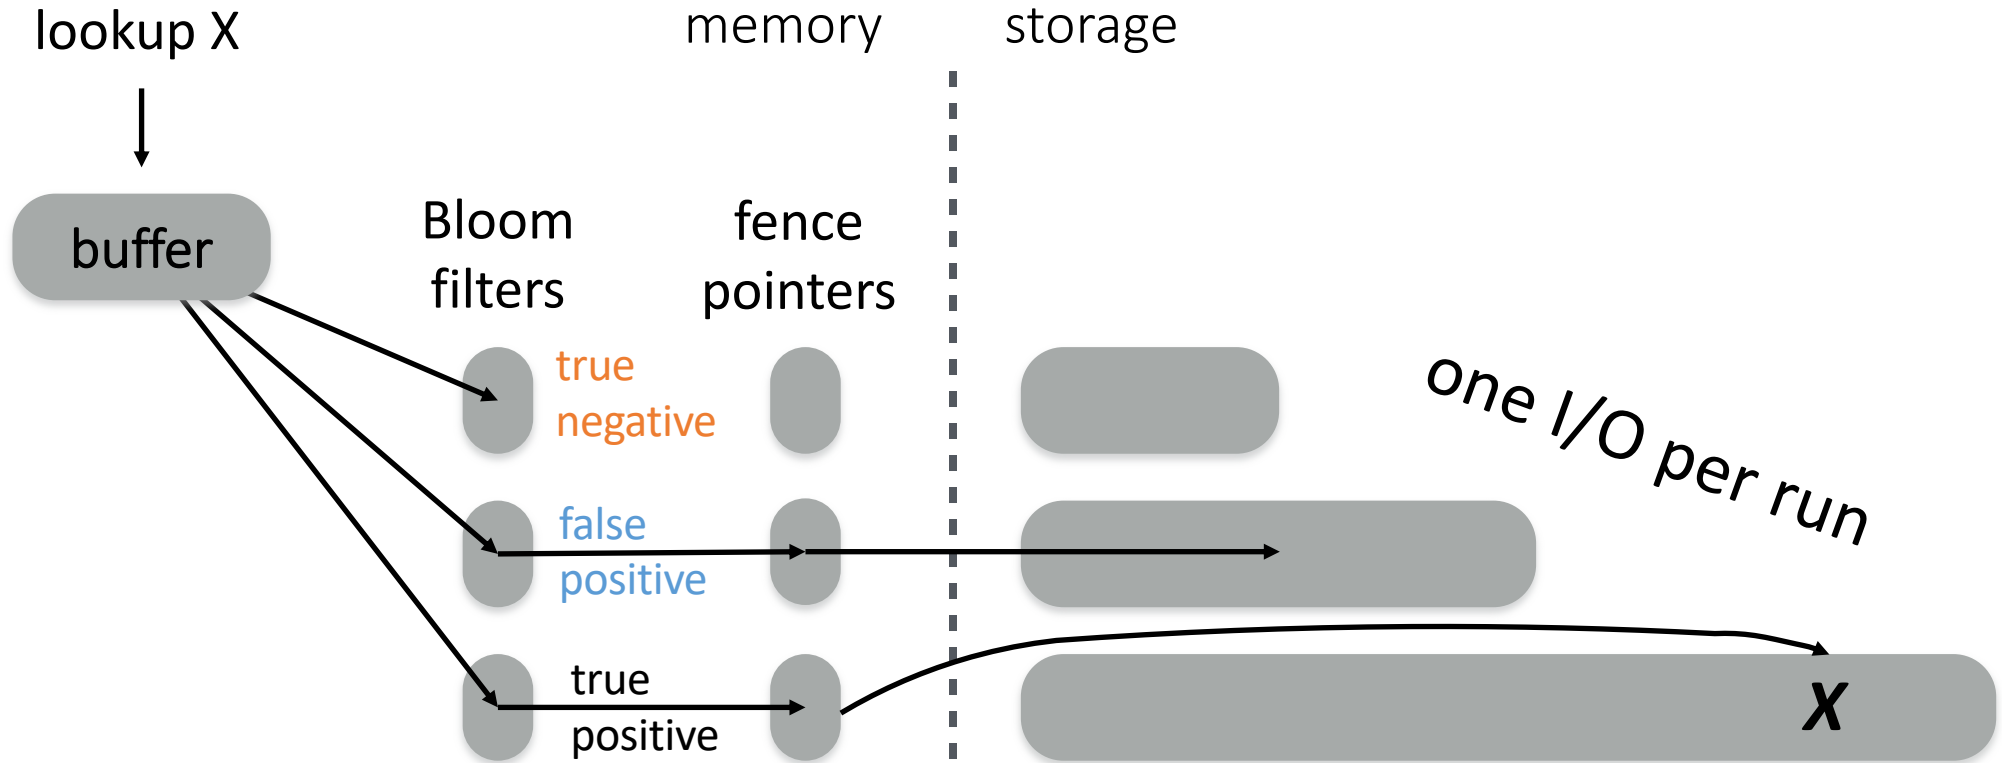 lookup X
memory
storage
buffer
Bloom
filters
fence
pointers
true
negative
one I/O per run
false
positive
true
positive
X